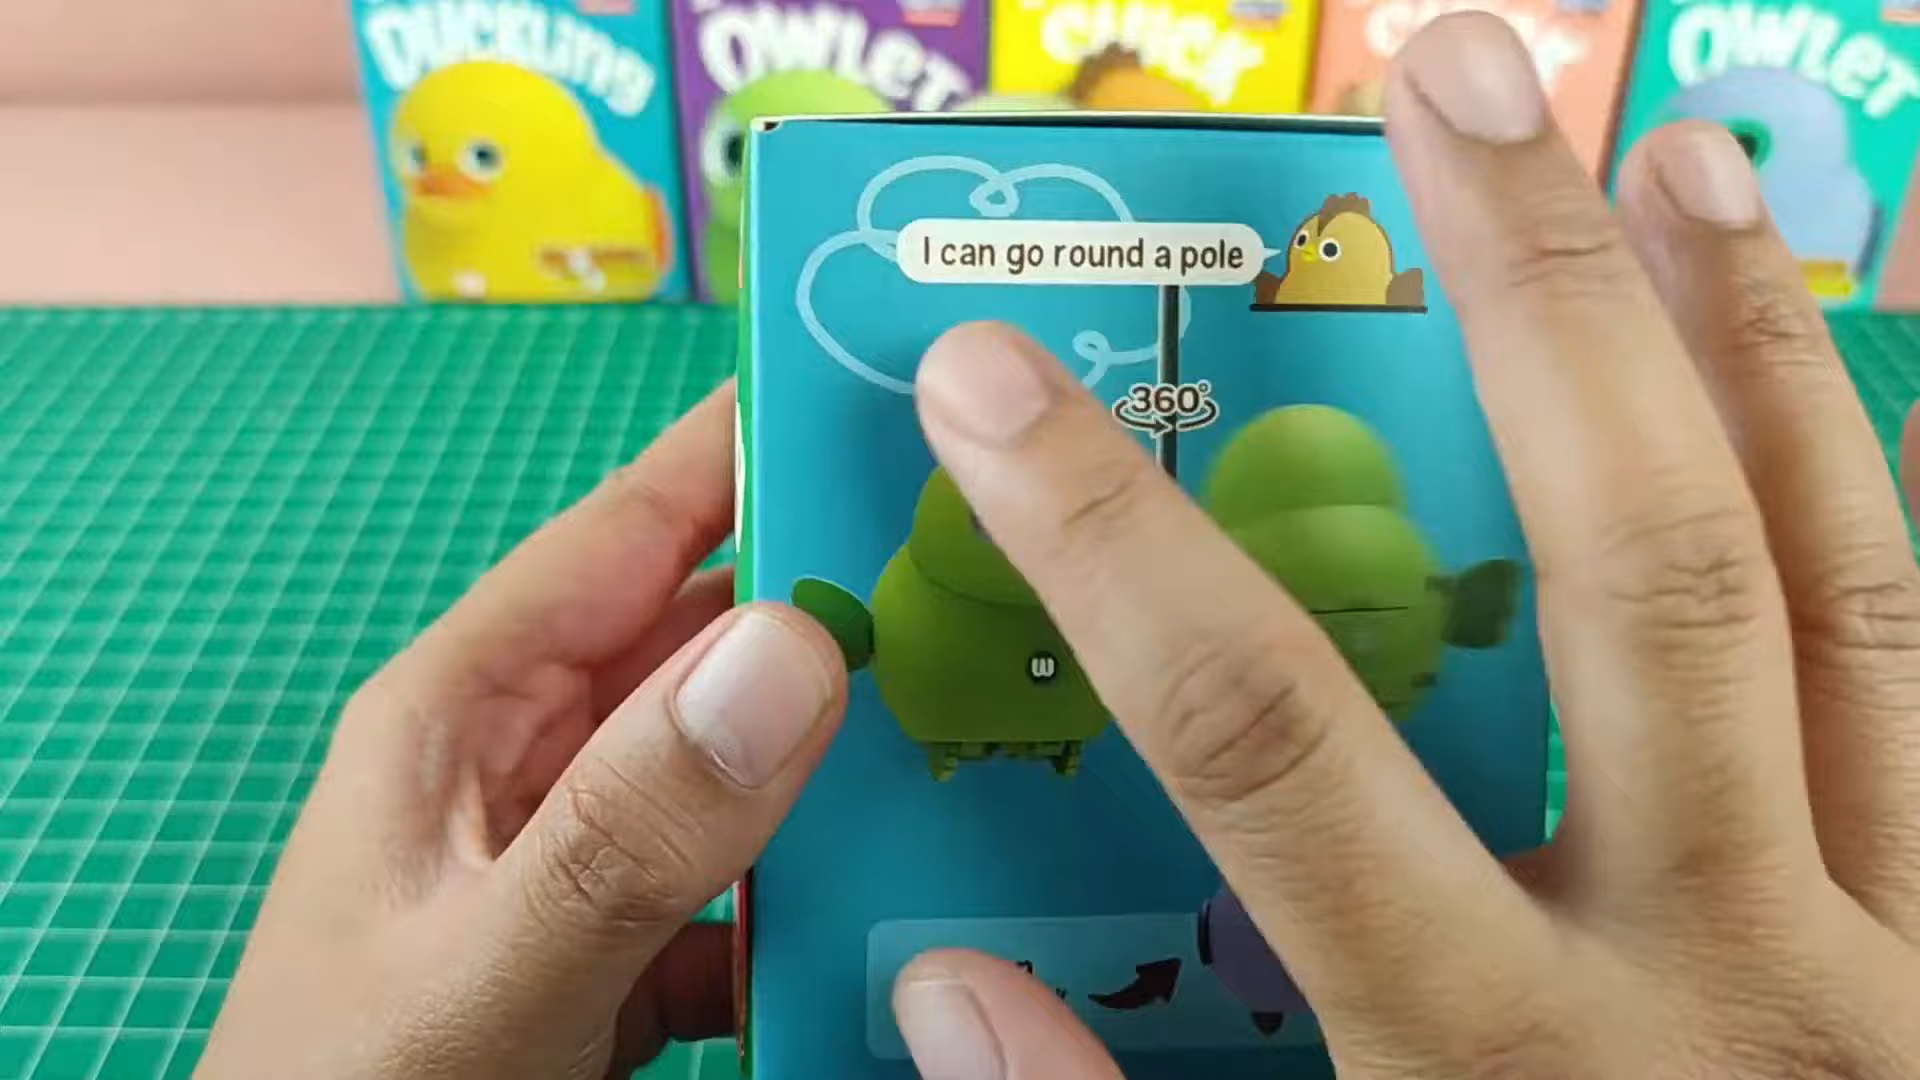 DUCKLING
OWLET
CHICK
OWLET
I can go round a pole
360°
W